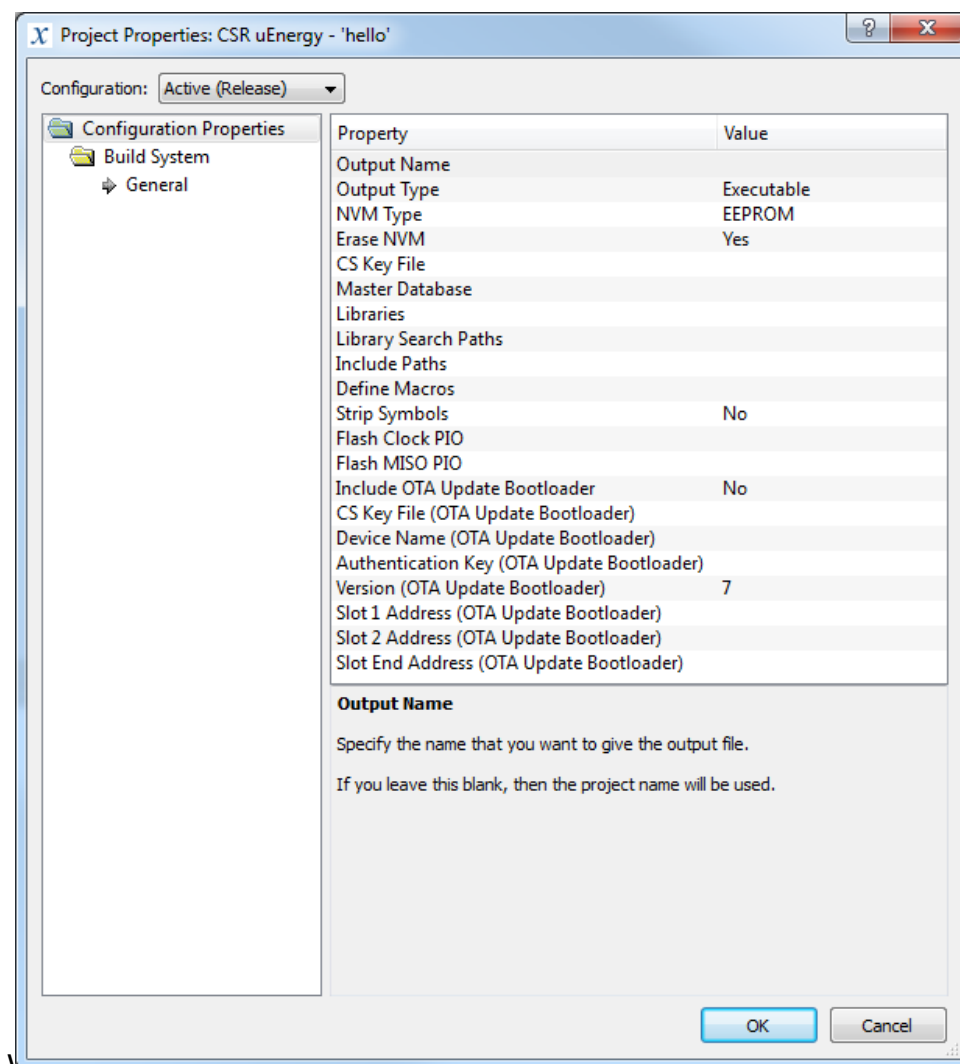 Project Properties: CSR uEnergy - 'hello'
Configuration: Active (Release)
Configuration Properties
Build System
General
Property Value
Output Name
Output Type Executable
NVM Type EEPROM
Erase NVM Yes
CS Key File
Master Database
Libraries
Library Search Paths
Include Paths
Define Macros
Strip Symbols No
Flash Clock PIO
Flash MISO PIO
Include OTA Update Bootloader No
CS Key File (OTA Update Bootloader)
Device Name (OTA Update Bootloader)
Authentication Key (OTA Update Bootloader)
Version (OTA Update Bootloader) 7
Slot 1 Address (OTA Update Bootloader)
Slot 2 Address (OTA Update Bootloader)
Slot End Address (OTA Update Bootloader)
Output Name
Specify the name that you want to give the output file.
If you leave this blank, then the project name will be used.
OK Cancel